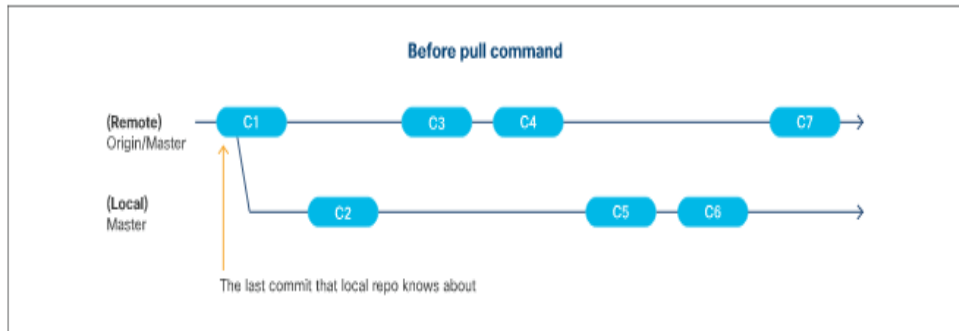 Before pull command
(Remote)
Origin/Master
C1
C3
C4
C7
(Local)
Master
C2
C5
C6
The last commit that local repo knows about